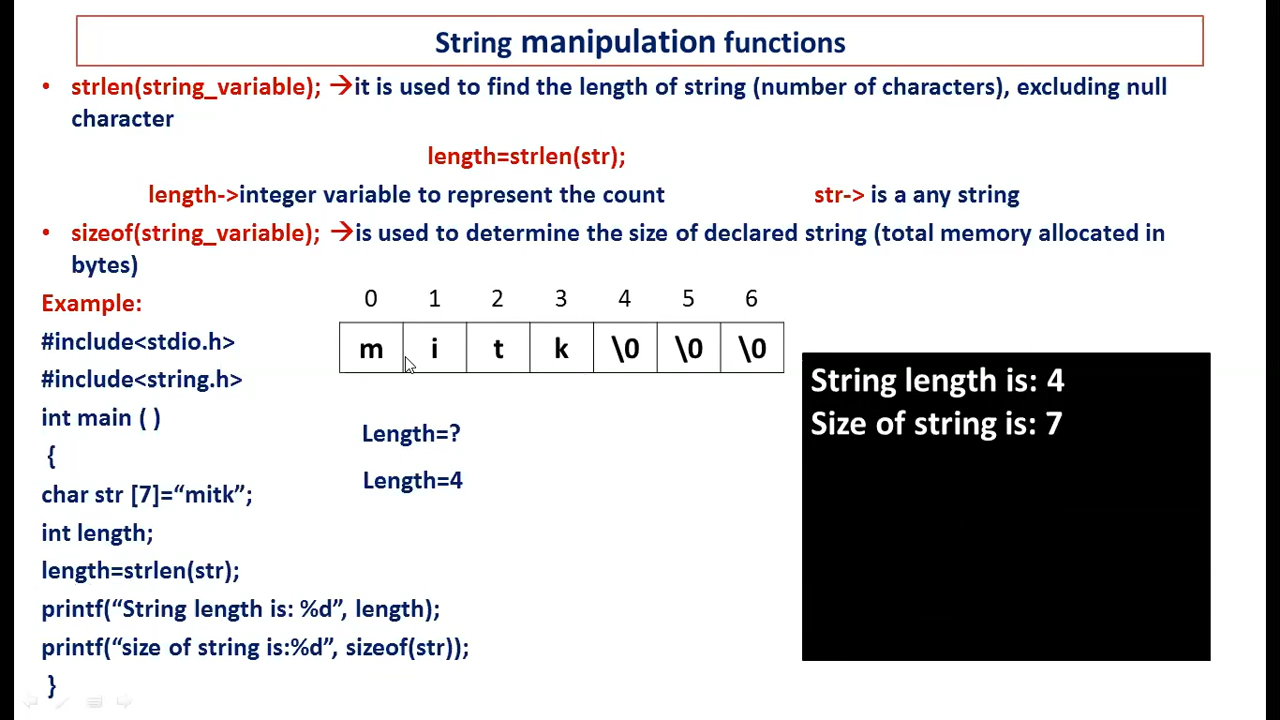 String manipulation functions
• strlen(string_variable); →it is used to find the length of string (number of characters), excluding null
character
length=strlen(str);
length->integer variable to represent the count str-> is a any string
• sizeof(string_variable); →is used to determine the size of declared string (total memory allocated in
bytes)
Example:
0 1 2 3 4 5 6
#include<stdio.h>
m i t k \0 \0 \0
#include<string.h>
String length is: 4
int main ( )
Size of string is: 7
Length=?
{
Length=4
char str [7]=“mitk”;
int length;
length=strlen(str);
printf(“String length is: %d”, length);
printf(“size of string is:%d”, sizeof(str));
}